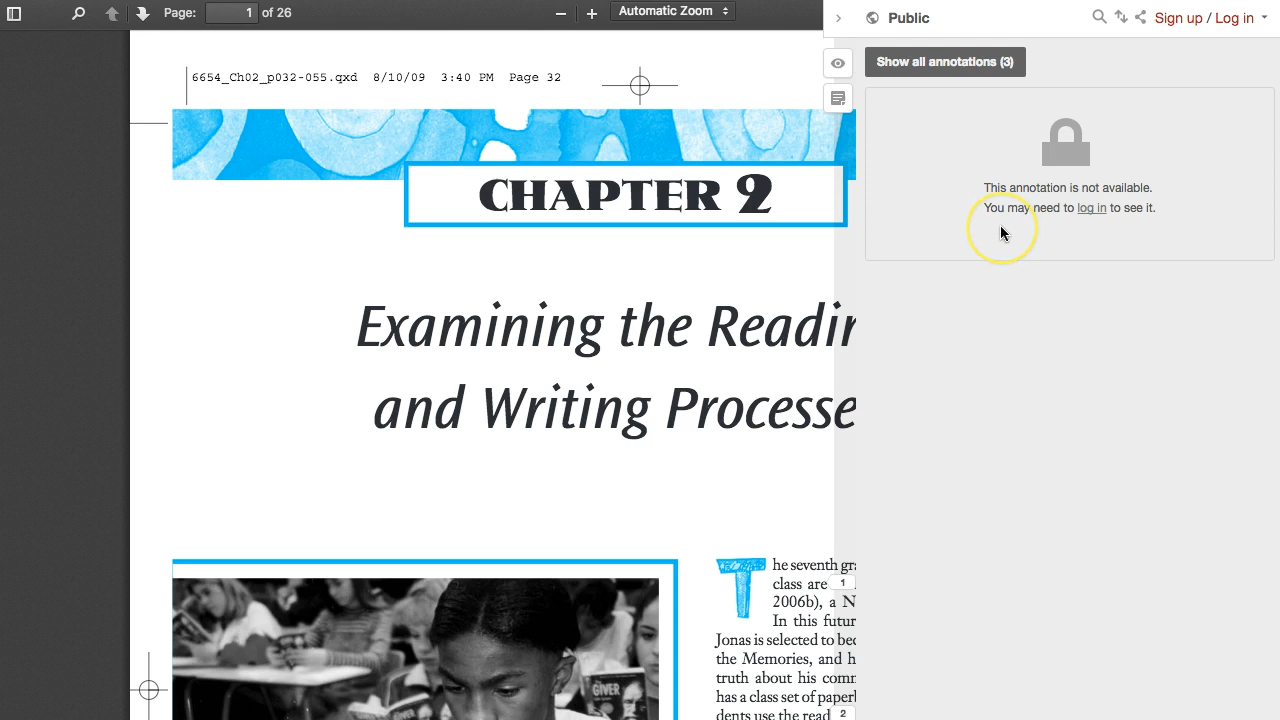 Page: 1 of 26
Automatic Zoom
Public
Sign up / Log in
Show all annotations (3)
This annotation is not available.
You may need to log in to see it.
6654_Ch02_p032-055.qxd 8/10/09 3:40 PM Page 32
CHAPTER 2
Examining the Readin
and Writing Processe
The seventh gra
class are
1
2006b), a N
In this futur
Jonas is selected to bec
the Memories, and h
truth about his comm
has a class set of paperb
dents use the read
2
GIVER